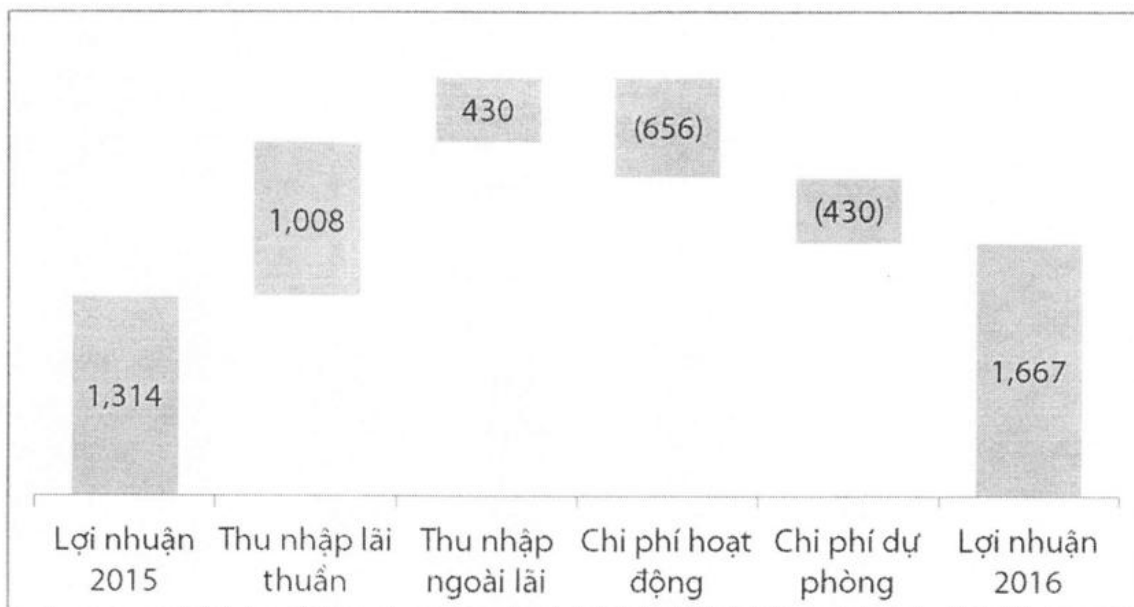 430
(656)
1,008
(430)
1,314
1,667
Lợi nhuận
2015
Thu nhập lãi
thuần
Thu nhập
ngoài lãi
Chi phí hoạt
động
Chi phí dự
phòng
Lợi nhuận
2016